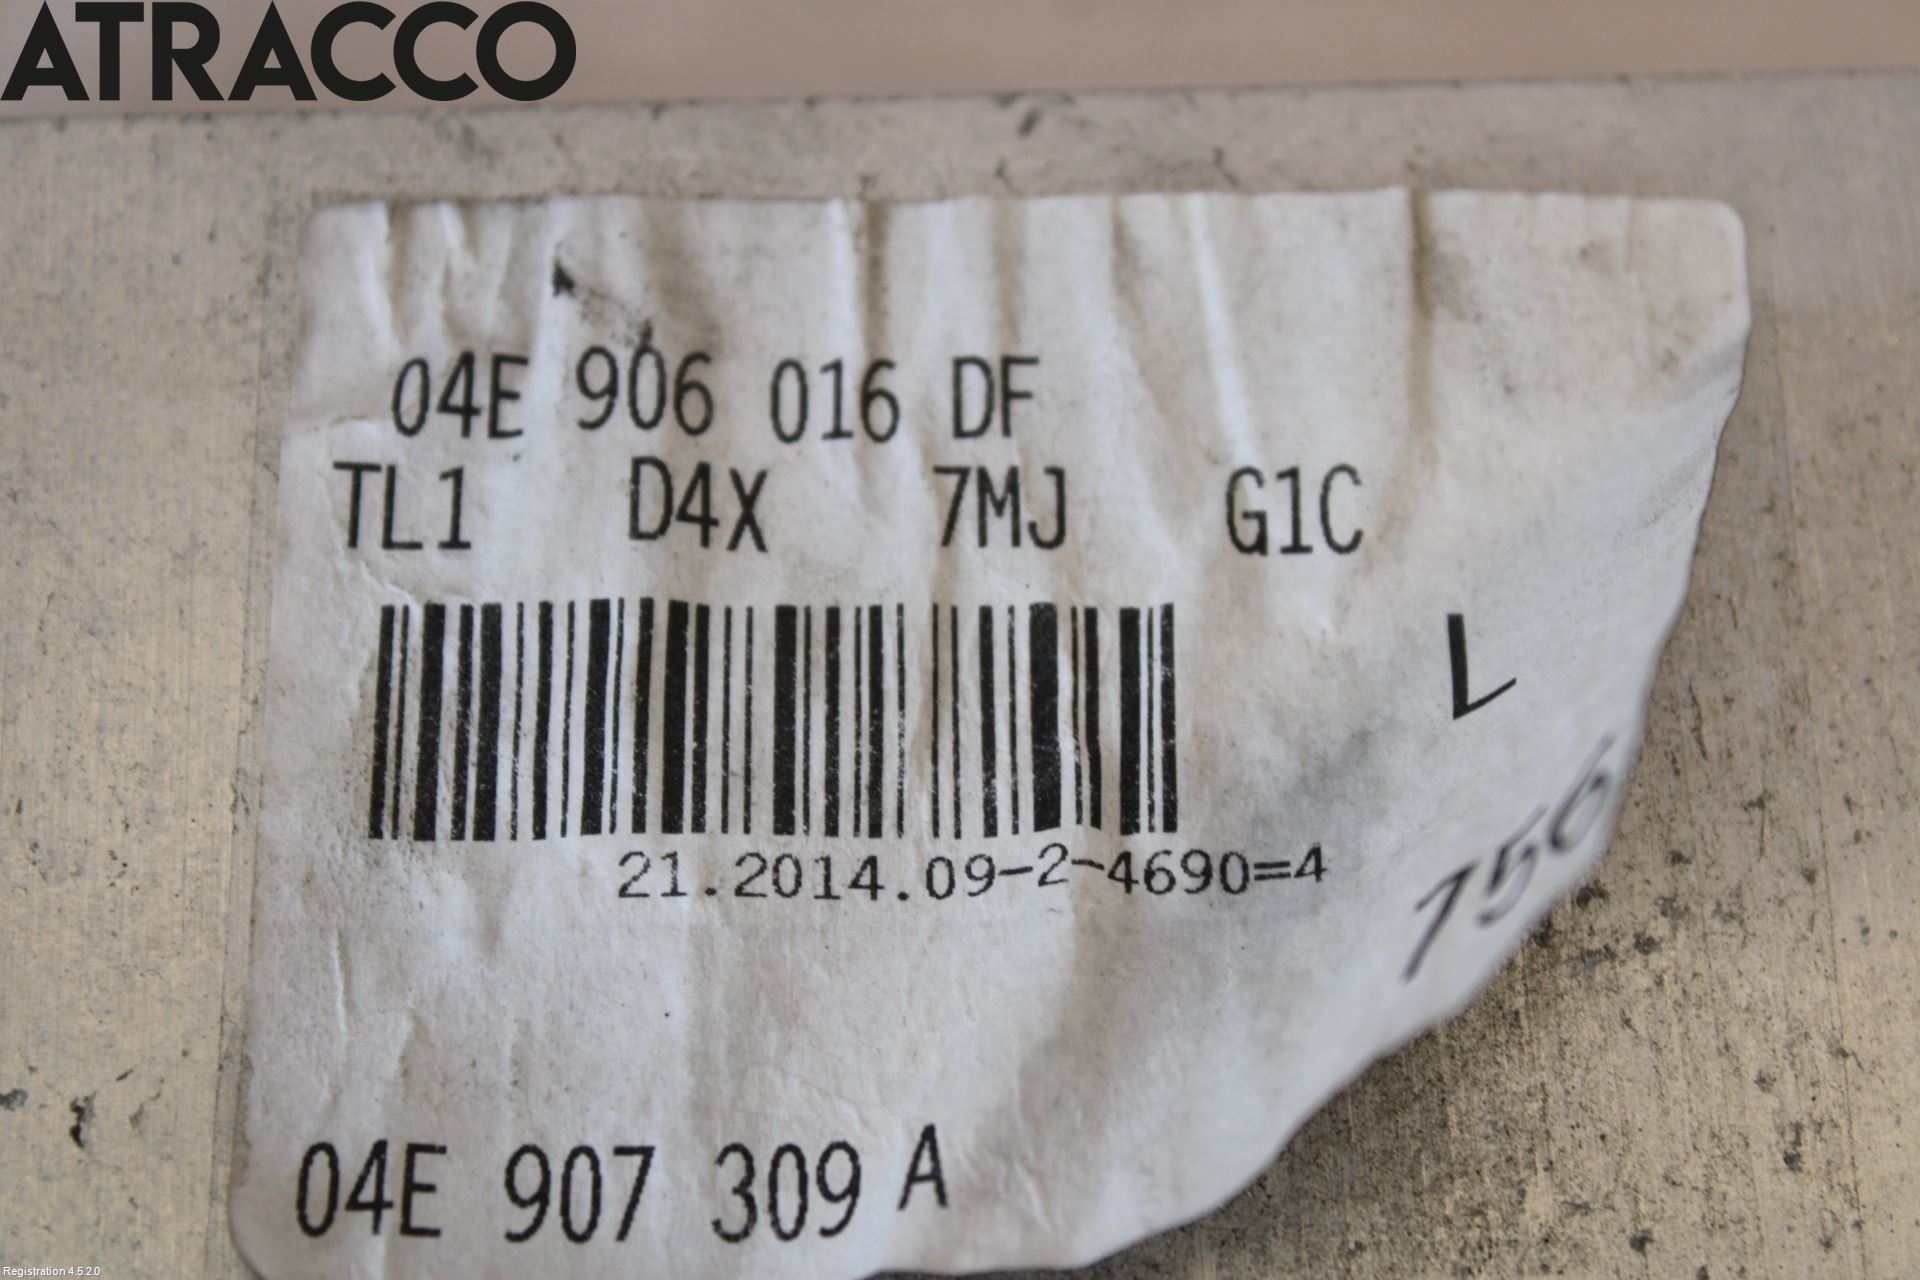 ATRACCO
04E 906 016 DF
TL1 D4X 7MJ G1C
L
21.2014.09-2-4690=4
756
04E 907 309 A
Registration 4.5.2.0